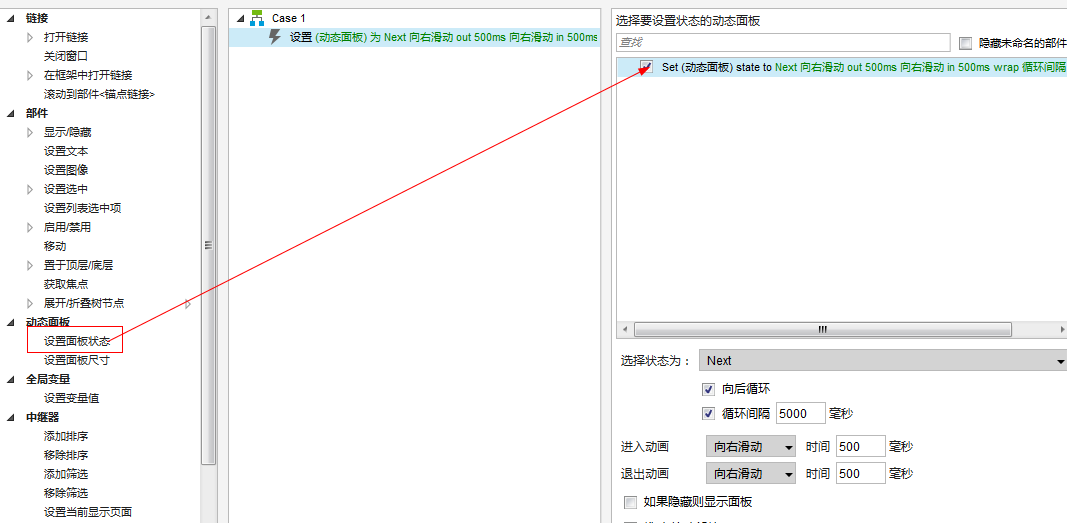 链接
打开链接
关闭窗口
在框架中打开链接
滚动到部件<锚点链接>
部件
显示/隐藏
设置文本
设置图像
设置选中
设置列表选中项
启用/禁用
移动
置于顶层/底层
获取焦点
展开/折叠树节点
动态面板
设置面板状态
设置面板尺寸
全局变量
设置变量值
中继器
添加排序
移除排序
添加筛选
移除筛选
设置当前显示页面
Case 1
设置 (动态面板) 为 Next 向右滑动 out 500ms 向右滑动 in 500ms
选择要设置状态的动态面板
查找
隐藏未命名的部件
Set (动态面板) state to Next 向右滑动 out 500ms 向右滑动 in 500ms wrap 循环间隔
选择状态为：
Next
向后循环
循环间隔 5000 毫秒
进入动画 向右滑动 时间 500 毫秒
退出动画 向右滑动 时间 500 毫秒
如果隐藏则显示面板